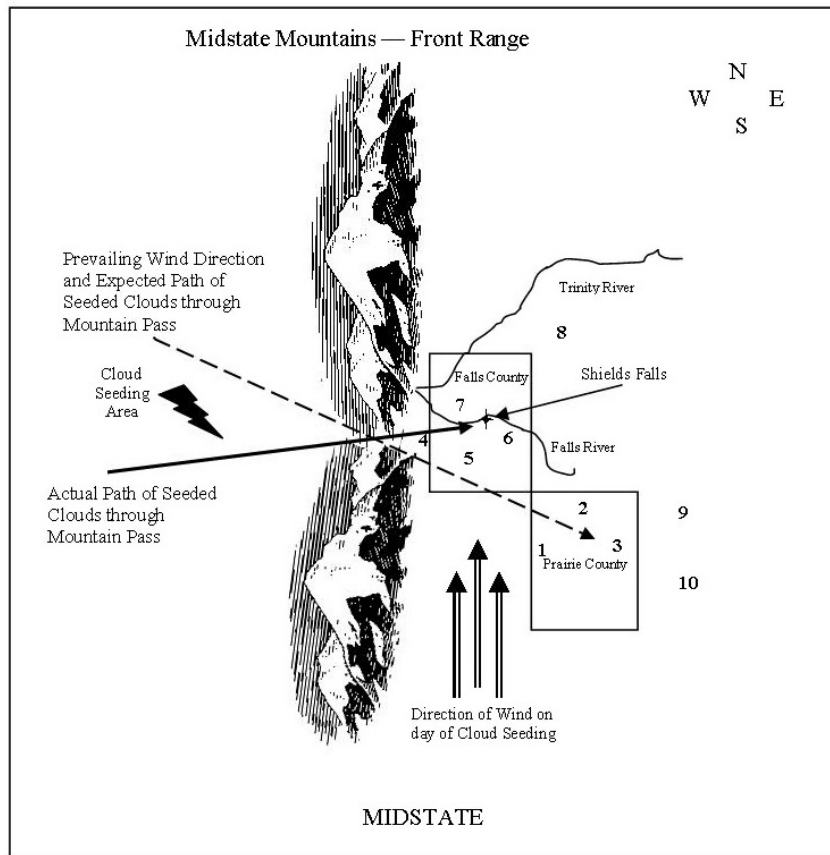 Midstate Mountains — Front Range
N
W E
S
Prevailing Wind Direction
and Expected Path of
Seeded Clouds through
Mountain Pass
Trinity River
8
Cloud
Seeding
Area
Falls County
Shields Falls
7
4
6
5
Falls River
Actual Path of Seeded
Clouds through
Mountain Pass
2
9
1
3
Prairie County
10
Direction of Wind on
day of Cloud Seeding
MIDSTATE